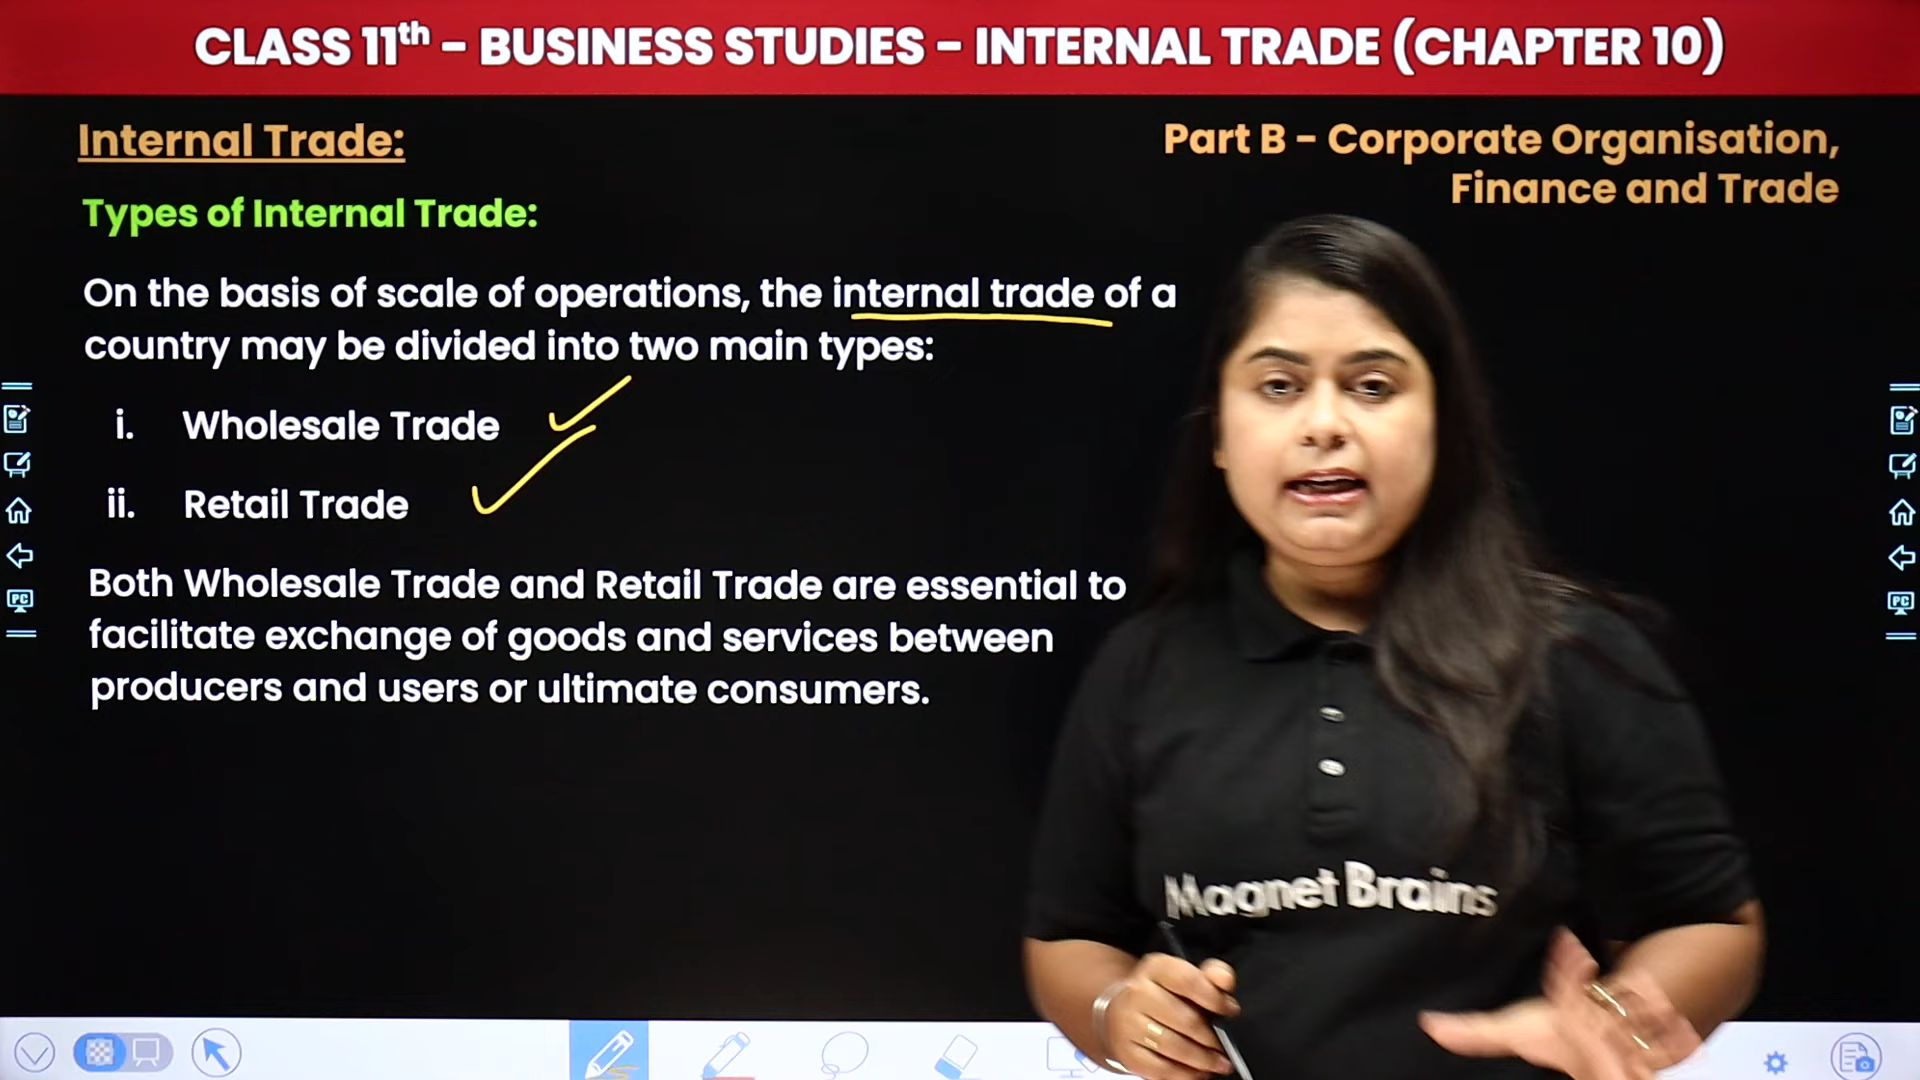 CLASS 11th – BUSINESS STUDIES – INTERNAL TRADE (CHAPTER 10)
Internal Trade:
Part B – Corporate Organisation,
Finance and Trade
Types of Internal Trade:
On the basis of scale of operations, the internal trade of a
country may be divided into two main types:
i. Wholesale Trade
ii. Retail Trade
Both Wholesale Trade and Retail Trade are essential to
facilitate exchange of goods and services between
producers and users or ultimate consumers.
Magnet Brains
PC
PC